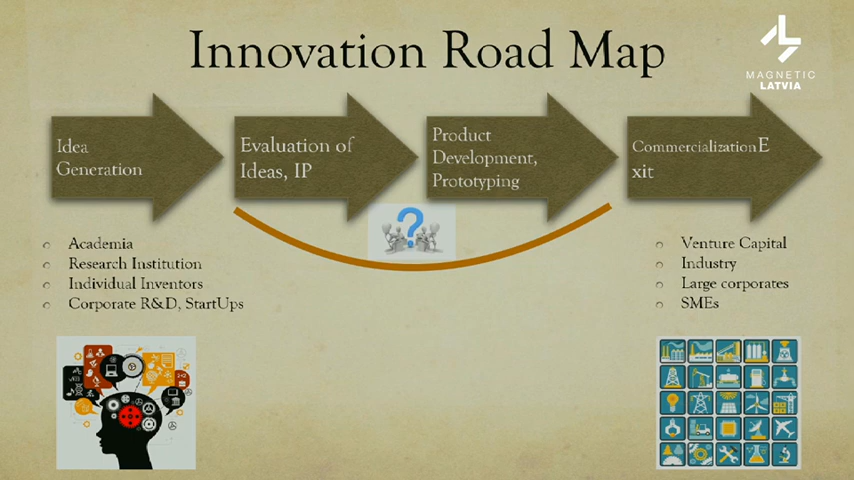 Innovation Road Map
MAGNETIC
LATVIA
Idea
Generation
Evaluation of
Ideas, IP
Product
Development,
Prototyping
CommercializationE
xit
?
Academia
Research Institution
Individual Inventors
Corporate R&D, StartUps
Venture Capital
Industry
Large corporates
SMEs